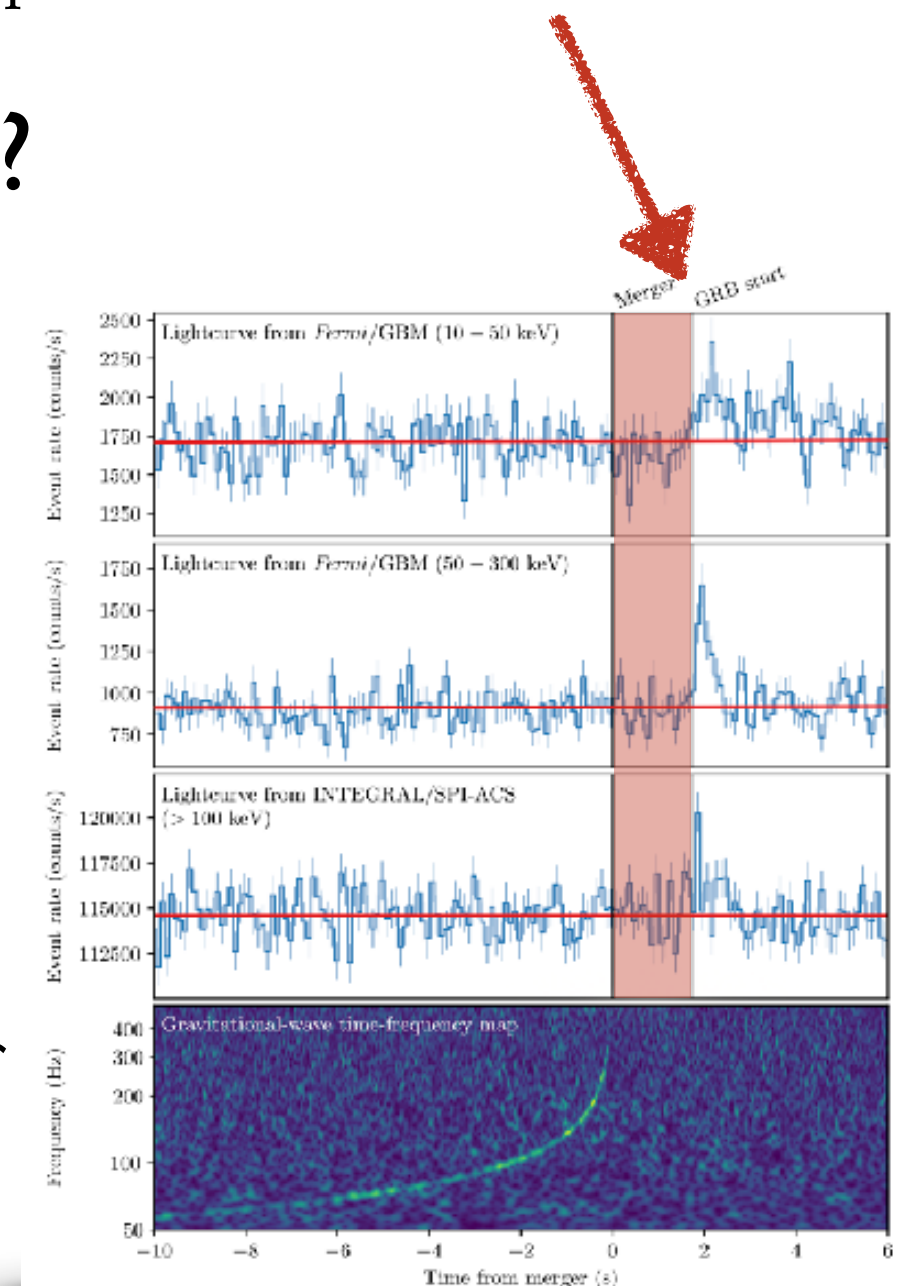 ?
Merger GRB start
Lightcurve from Fermi/GBM (10 − 50 keV)
Event rate (counts/s)
2500
2250
2000
1750
1500
1250
Lightcurve from Fermi/GBM (50 − 300 keV)
Event rate (counts/s)
1750
1500
1250
1000
750
Lightcurve from INTEGRAL/SPI-ACS
(> 100 keV)
Event rate (counts/s)
120000
117500
115000
112500
Gravitational-wave time-frequency map
Frequency (Hz)
400
300
200
100
50
−10 −8 −6 −4 −2 0 2 4 6
Time from merger (s)